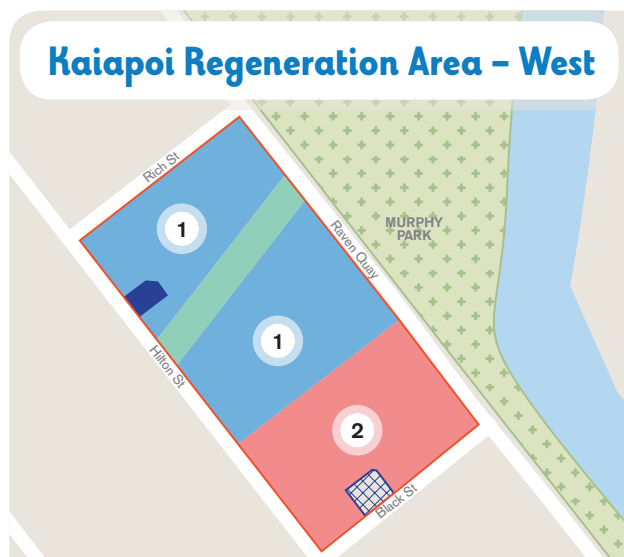 Kaiapoi Regeneration Area – West
Rich St
1
MURPHY
PARK
Raven Quay
1
Hilton St
2
Black St